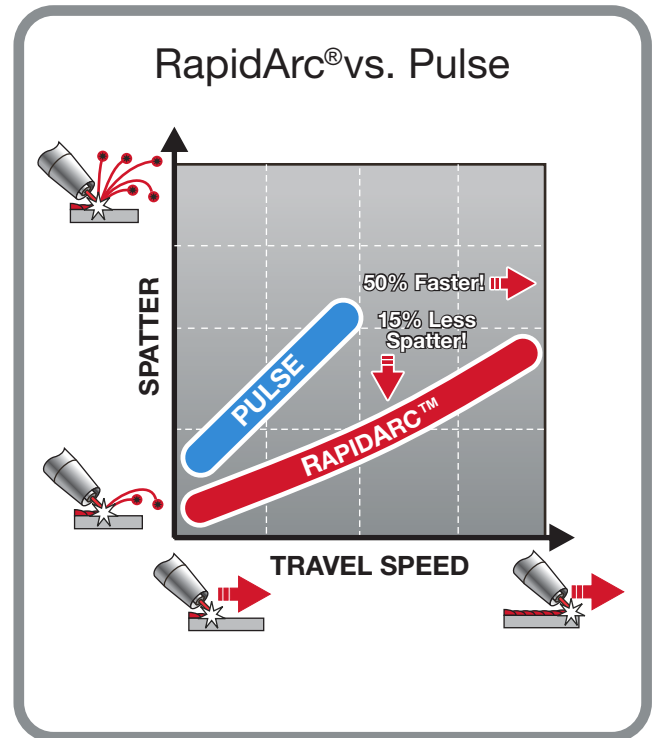 RapidArc® vs. Pulse
SPATTER
50% Faster!
15% Less
Spatter!
PULSE
RAPIDARC™
TRAVEL SPEED